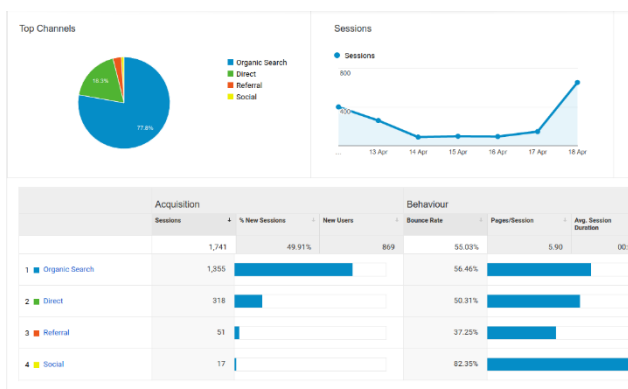 Top Channels
Organic Search
Direct
Referral
Social
18.3%
77.8%
Sessions
Sessions
800
400
...
13 Apr 14 Apr 15 Apr 16 Apr 17 Apr 18 Apr
Acquisition Behaviour
Sessions % New Sessions New Users Bounce Rate Pages/Session Avg. Session Duration
1,741 49.91% 869 55.03% 5.90 00:
1 Organic Search 1,355 56.46%
2 Direct 318 50.31%
3 Referral 51 37.25%
4 Social 17 82.35%